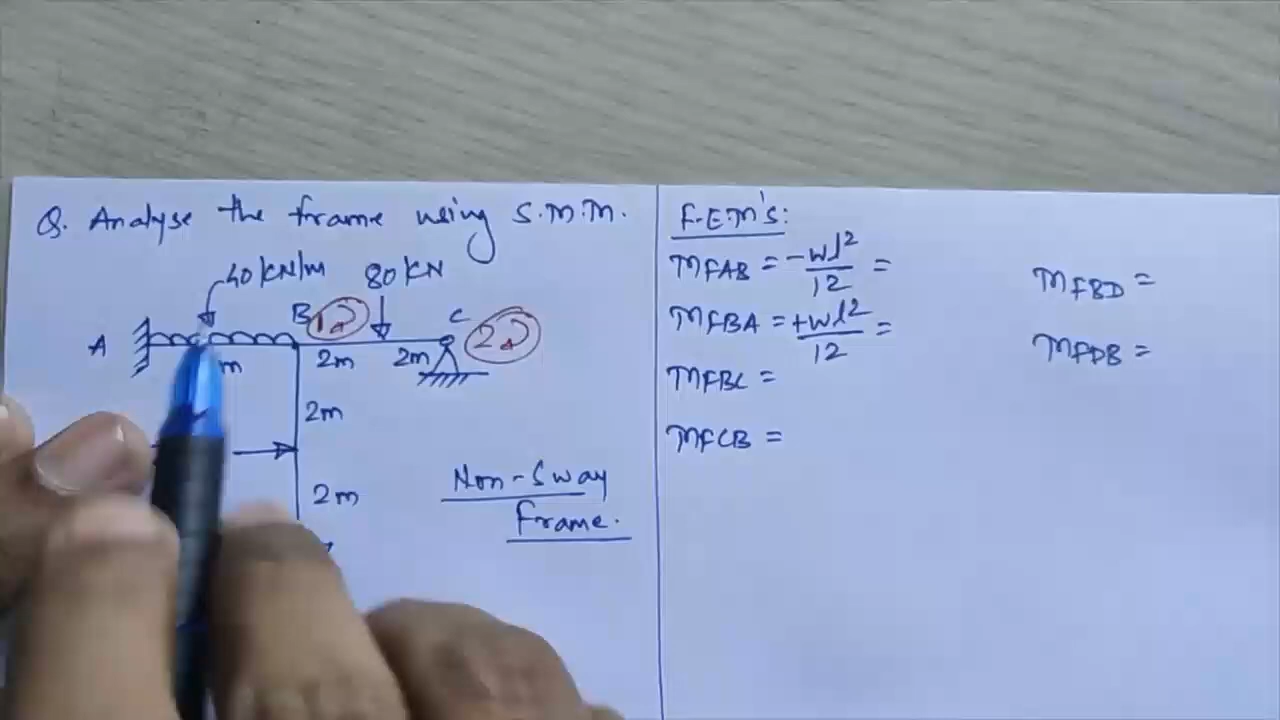 Q. Analyse the frame using S.M.M.
40 kN/m 80 kN
B 1 C 2
A m 2m 2m
2m
2m
Non-Sway
frame.
F.E.M's:
MFAB = -wl²/12 =
MFBA = +wl²/12 =
MFBC =
MFCB =
MFBD =
MFDB =